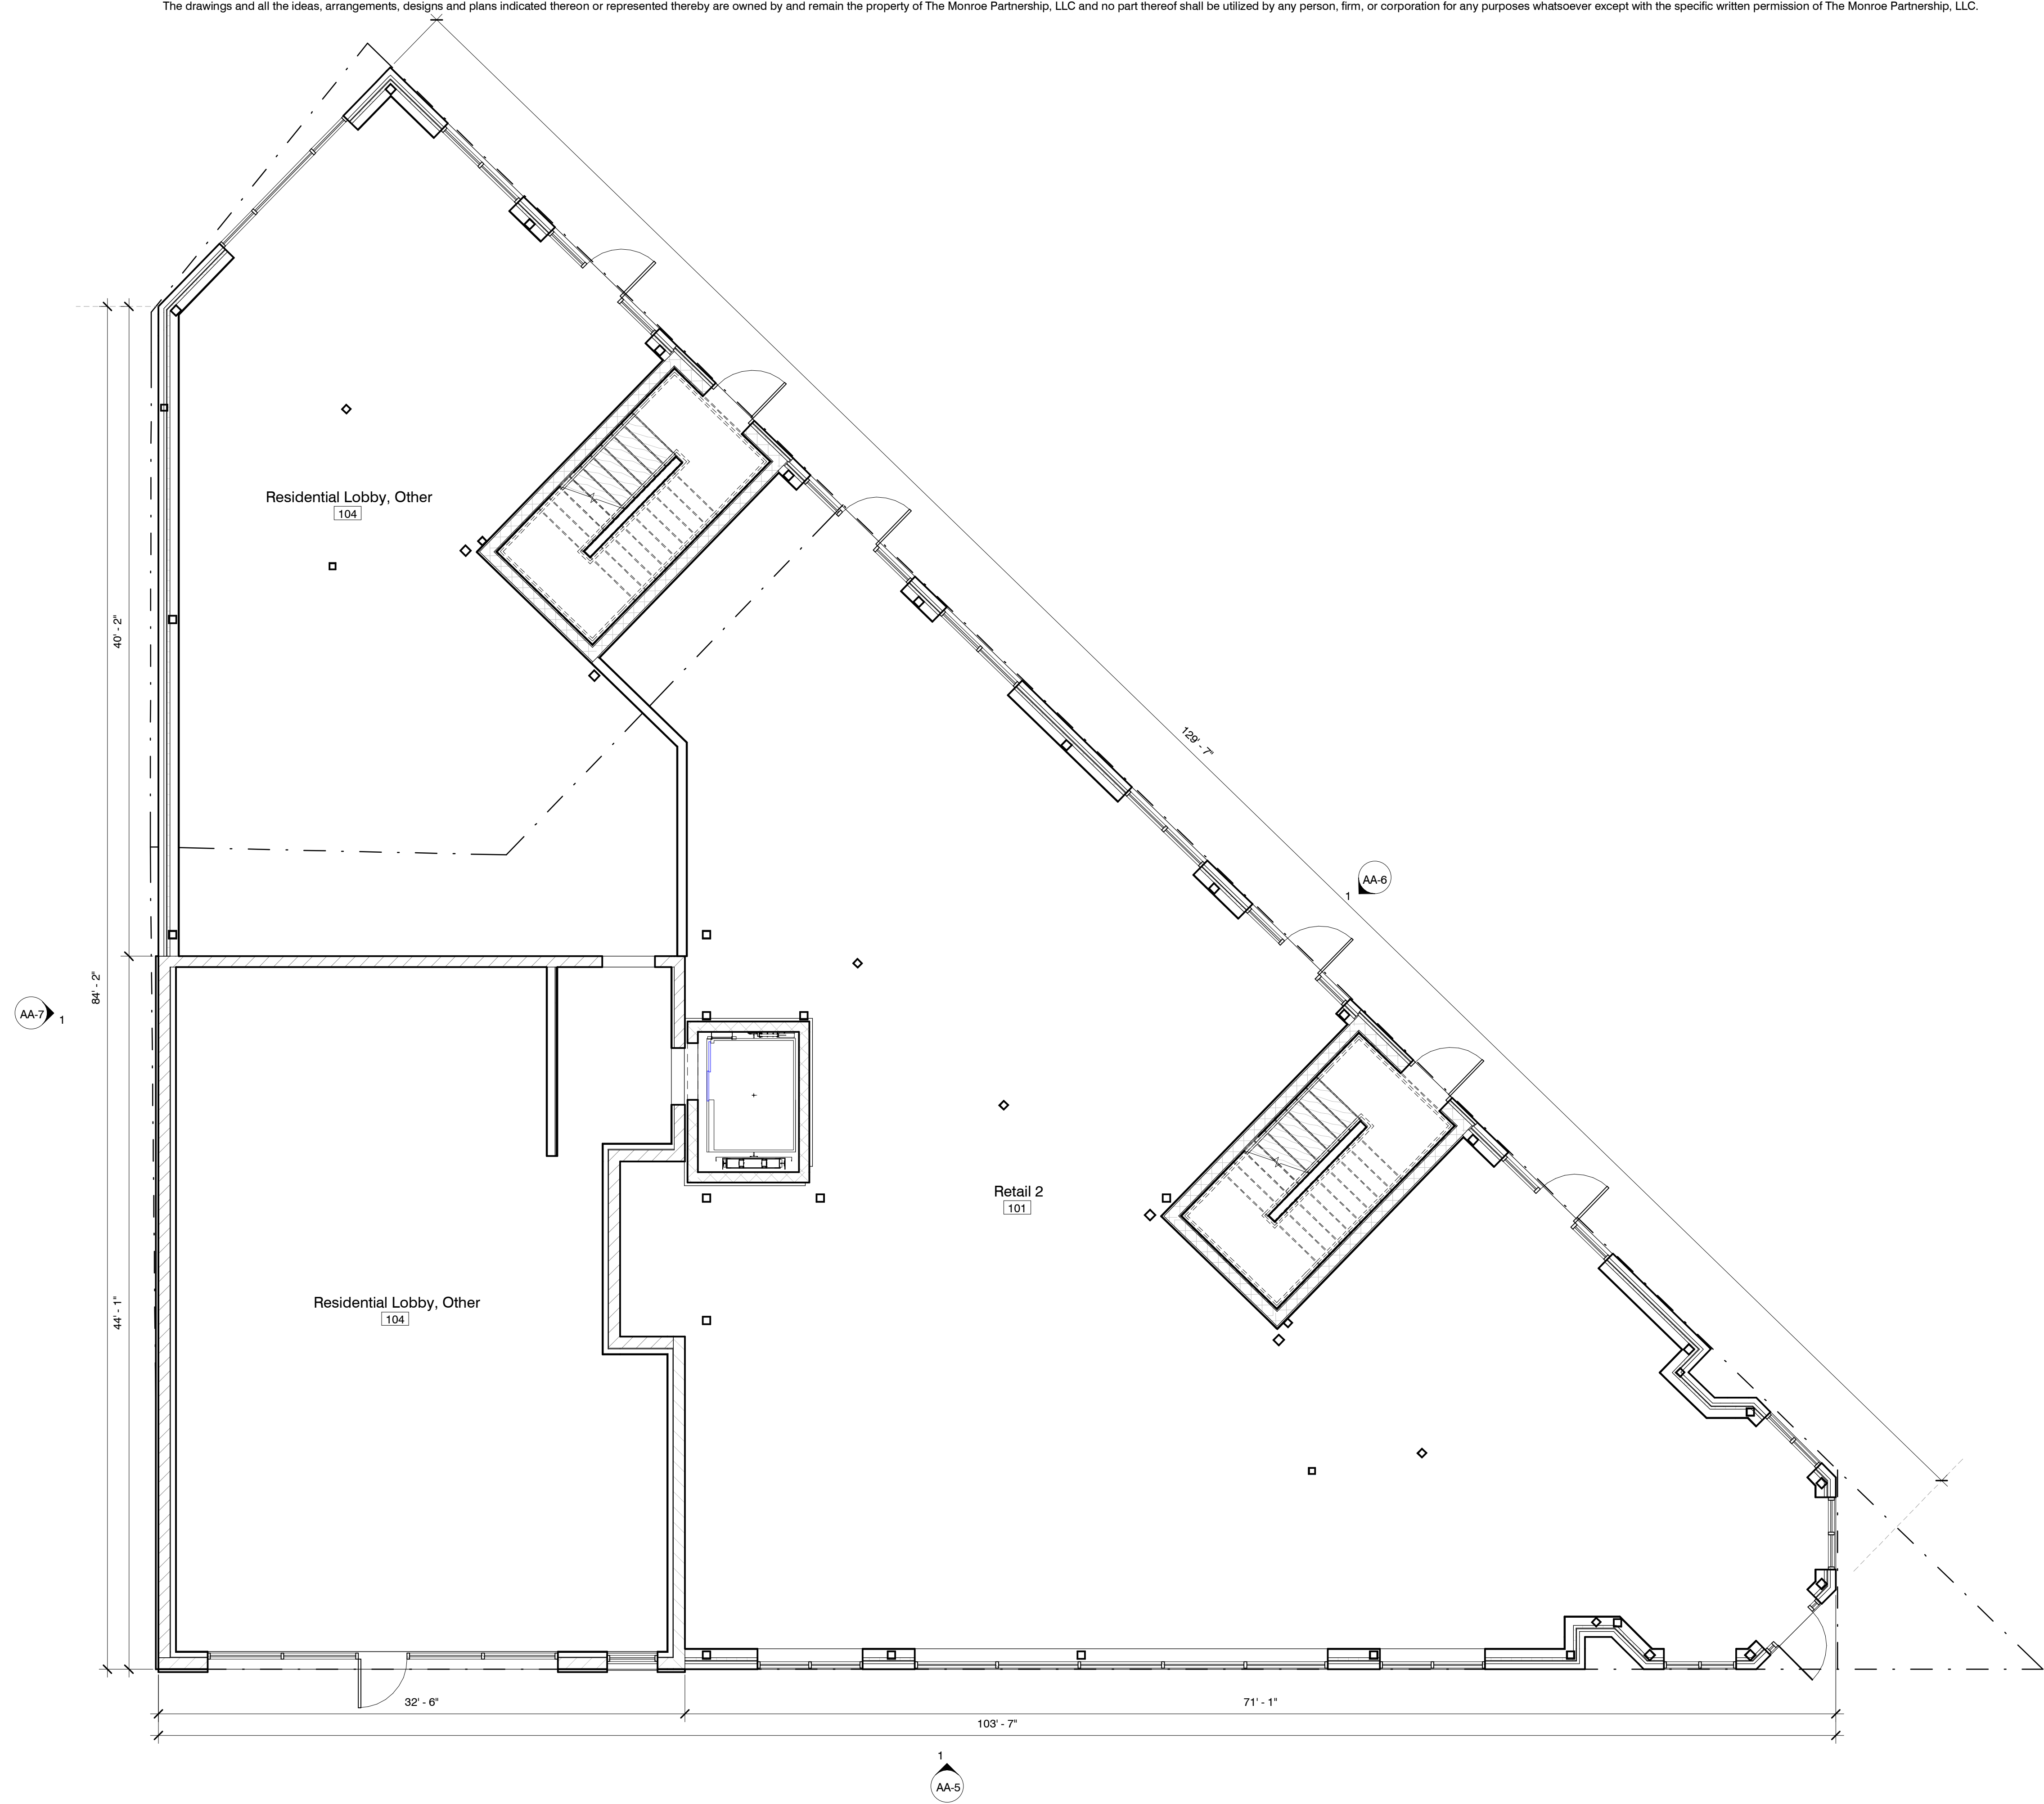 The drawings and all the ideas, arrangements, designs and plans indicated thereon or represented thereby are owned by and remain the property of The Monroe Partnership, LLC and no part thereof shall be utilized by any person, firm, or corporation for any purposes whatsoever except with the specific written permission of The Monroe Partnership, LLC.
Residential Lobby, Other
104
40' - 2"
129' - 7"
AA-6
1
84' - 2"
AA-7
1
Retail 2
101
Residential Lobby, Other
104
44' - 1"
32' - 6"
71' - 1"
103' - 7"
1
AA-5